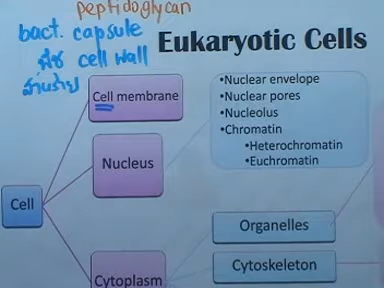 peptidoglycan
bact. capsule
พืช cell wall
Eukaryotic Cells
Cell membrane
•Nuclear envelope
•Nuclear pores
•Nucleolus
•Chromatin
•Heterochromatin
•Euchromatin
Nucleus
Cell
Organelles
Cytoskeleton
Cytoplasm